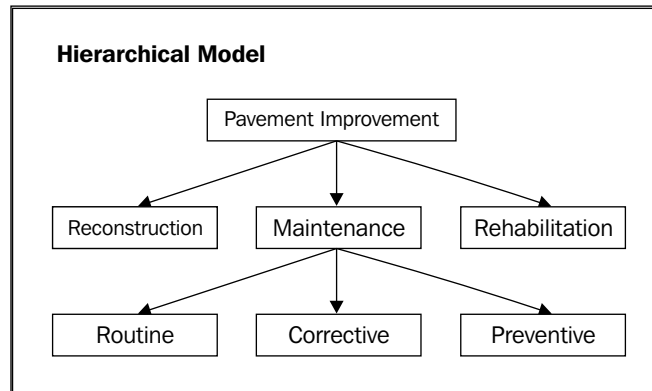 Hierarchical Model
Pavement Improvement
Reconstruction Maintenance Rehabilitation
Routine Corrective Preventive